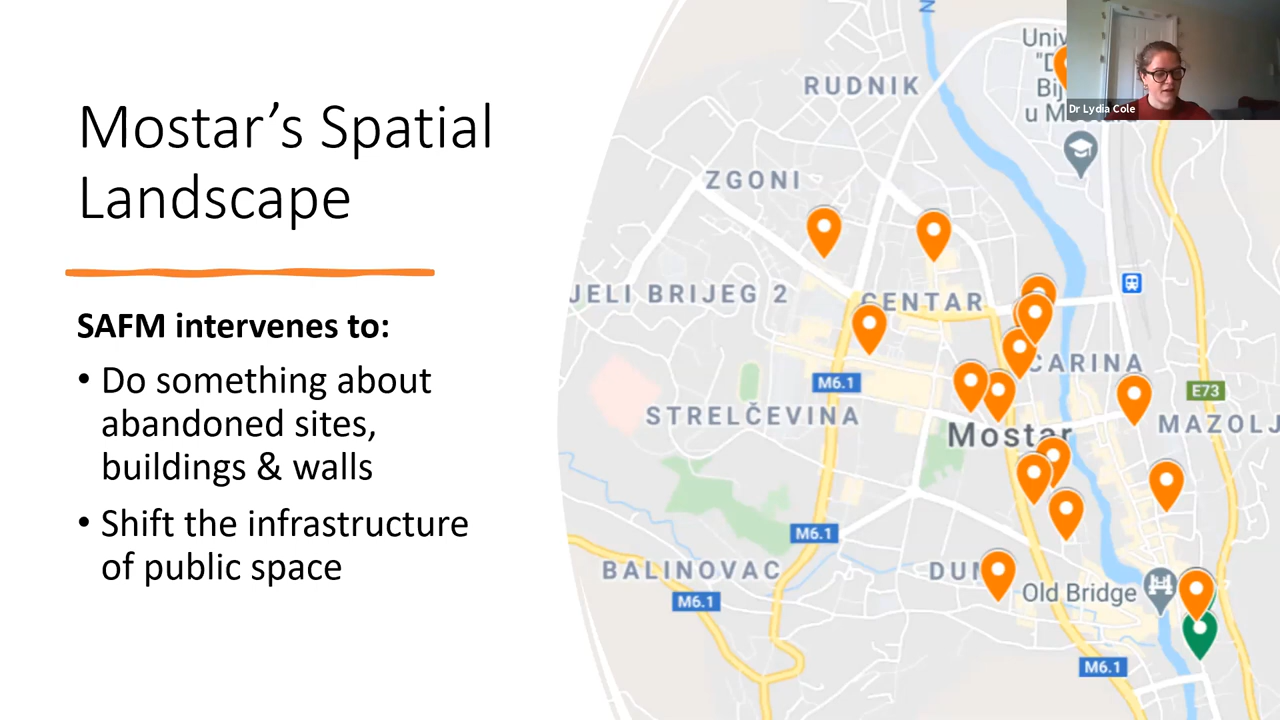 Mostar’s Spatial
Landscape
SAFM intervenes to:
• Do something about
abandoned sites,
buildings & walls
• Shift the infrastructure
of public space
RUDNIK
ZGONI
JELI BRIJEG 2
CENTAR
CARINA
M6.1
E73
STRELČEVINA
MAZOLJ
Mostar
M6.1
BALINOVAC
M6.1
Old Bridge
M6.1
Univ
u M
Dr Lydia Cole